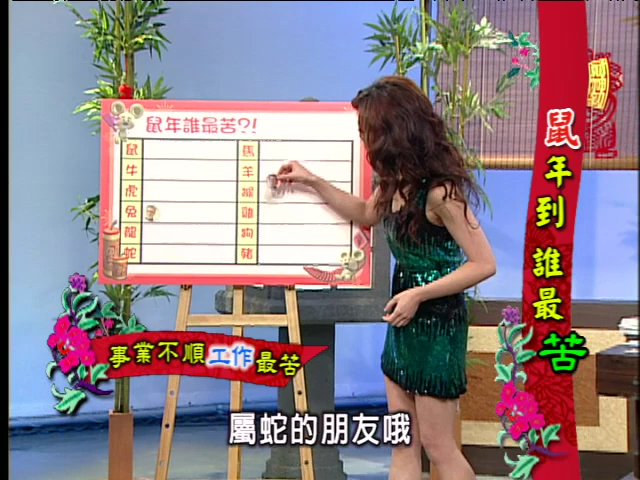 鼠年誰最苦?!
鼠
牛
虎
兔
龍
蛇
馬
羊
猴
雞
狗
豬
鼠年到 誰最苦
事業不順工作最苦
屬蛇的朋友哦